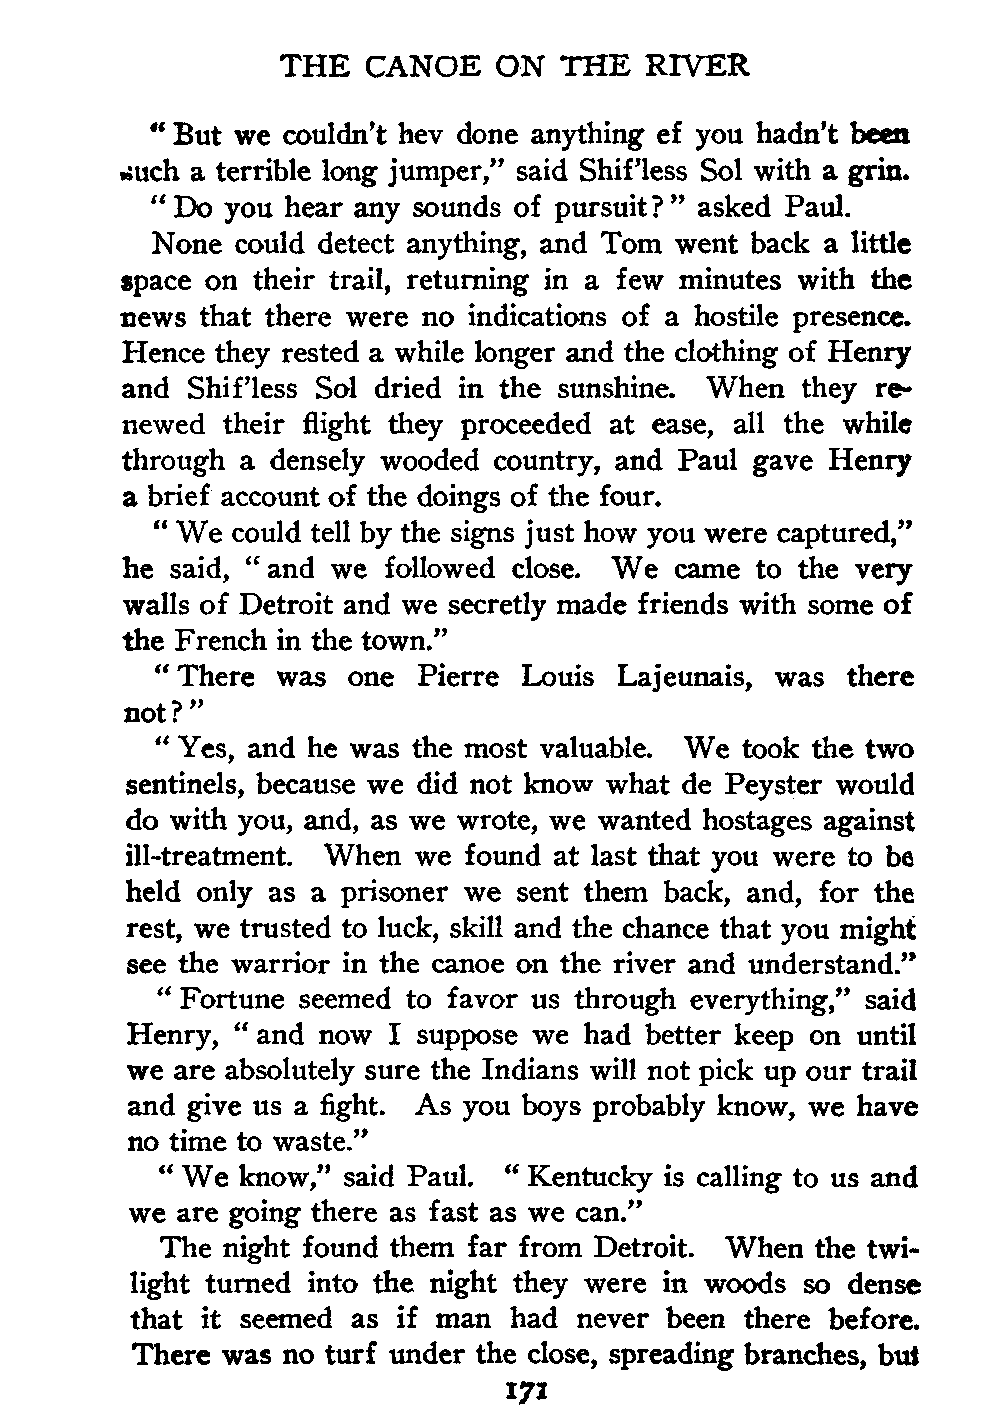 THE CANOE ON THE RIVER
“ But we couldn't hev done anything ef you hadn't been
such a terrible long jumper,” said Shif'less Sol with a grin.
“ Do you hear any sounds of pursuit? ” asked Paul.
None could detect anything, and Tom went back a little
space on their trail, returning in a few minutes with the
news that there were no indications of a hostile presence.
Hence they rested a while longer and the clothing of Henry
and Shif'less Sol dried in the sunshine. When they re-
newed their flight they proceeded at ease, all the while
through a densely wooded country, and Paul gave Henry
a brief account of the doings of the four.
“ We could tell by the signs just how you were captured,”
he said, “ and we followed close. We came to the very
walls of Detroit and we secretly made friends with some of
the French in the town.”
“ There was one Pierre Louis Lajeunais, was there
not? ”
“ Yes, and he was the most valuable. We took the two
sentinels, because we did not know what de Peyster would
do with you, and, as we wrote, we wanted hostages against
ill-treatment. When we found at last that you were to be
held only as a prisoner we sent them back, and, for the
rest, we trusted to luck, skill and the chance that you might
see the warrior in the canoe on the river and understand.”
“ Fortune seemed to favor us through everything,” said
Henry, “ and now I suppose we had better keep on until
we are absolutely sure the Indians will not pick up our trail
and give us a fight. As you boys probably know, we have
no time to waste.”
“ We know,” said Paul. “ Kentucky is calling to us and
we are going there as fast as we can.”
The night found them far from Detroit. When the twi-
light turned into the night they were in woods so dense
that it seemed as if man had never been there before.
There was no turf under the close, spreading branches, but
171